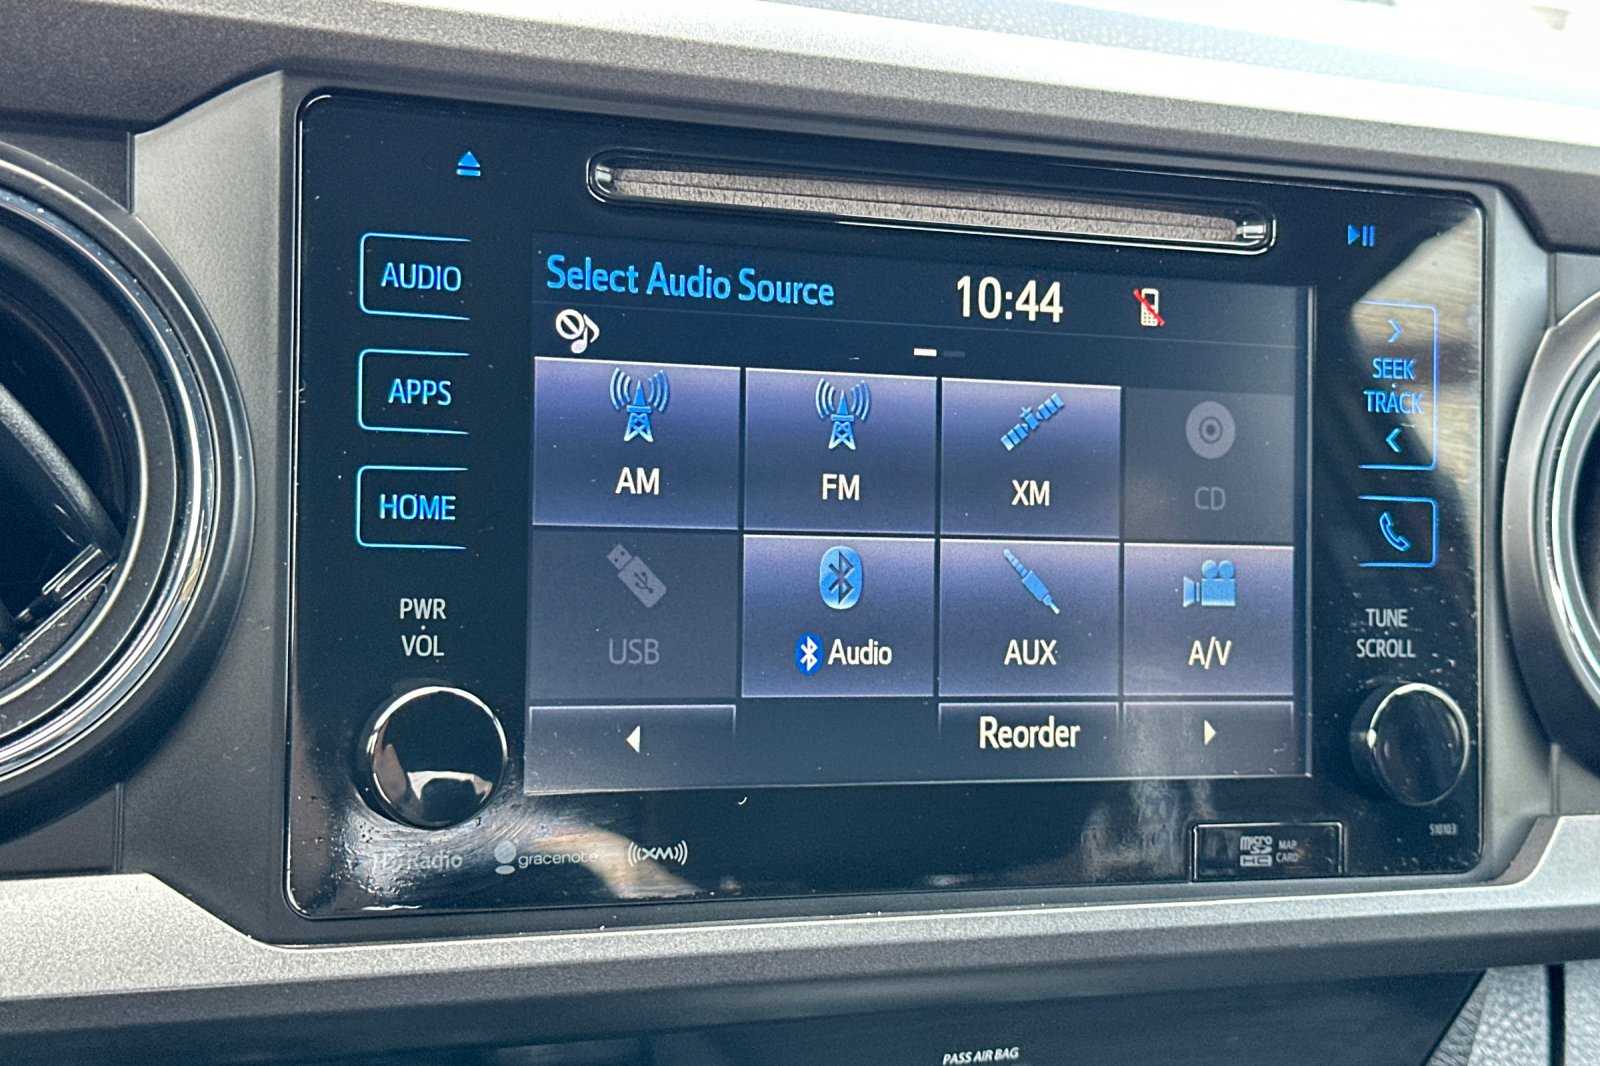 Select Audio Source
10:44
AUDIO
APPS
HOME
PWR
VOL
AM
FM
XM
CD
USB
Audio
AUX
A/V
Reorder
SEEK
TRACK
TUNE
SCROLL
HD Radio
gracenote
((XM))
micro
SD
HC
MAP
CARD
510103
PASS AIR BAG